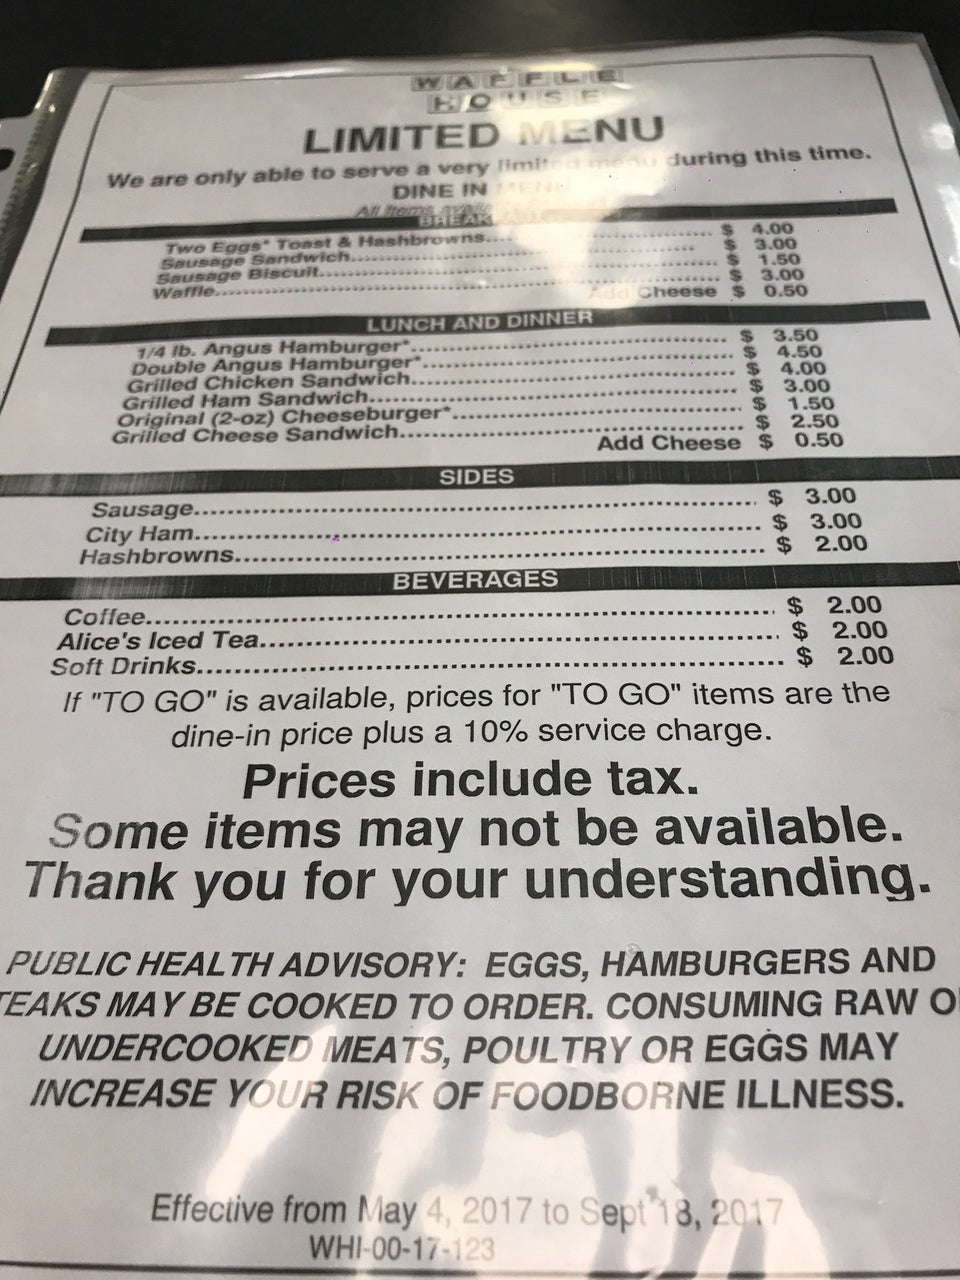 WAFFLE
HOUSE
LIMITED MENU
We are only able to serve a very limited menu during this time.
DINE IN MENU
All items
BREAK
Two Eggs* Toast & Hashbrowns.................................................. $ 4.00
Sausage Sandwich.................................................. $ 3.00
Sausage Biscuit.................................................. $ 1.50
Waffle.................................................. $ 3.00
Add Cheese $ 0.50
LUNCH AND DINNER
1/4 lb. Angus Hamburger*.................................................. $ 3.50
Double Angus Hamburger*.................................................. $ 4.50
Grilled Chicken Sandwich.................................................. $ 4.00
Grilled Ham Sandwich.................................................. $ 3.00
Original (2-oz) Cheeseburger*.................................................. $ 1.50
Grilled Cheese Sandwich.................................................. $ 2.50
Add Cheese $ 0.50
SIDES
Sausage.................................................. $ 3.00
City Ham.................................................. $ 3.00
Hashbrowns.................................................. $ 2.00
BEVERAGES
Coffee.................................................. $ 2.00
Alice's Iced Tea.................................................. $ 2.00
Soft Drinks.................................................. $ 2.00
If "TO GO" is available, prices for "TO GO" items are the
dine-in price plus a 10% service charge.
Prices include tax.
Some items may not be available.
Thank you for your understanding.
PUBLIC HEALTH ADVISORY: EGGS, HAMBURGERS AND
TEAKS MAY BE COOKED TO ORDER. CONSUMING RAW O
UNDERCOOKED MEATS, POULTRY OR EGGS MAY
INCREASE YOUR RISK OF FOODBORNE ILLNESS.
Effective from May 4, 2017 to Sept 18, 2017
WHI-00-17-123